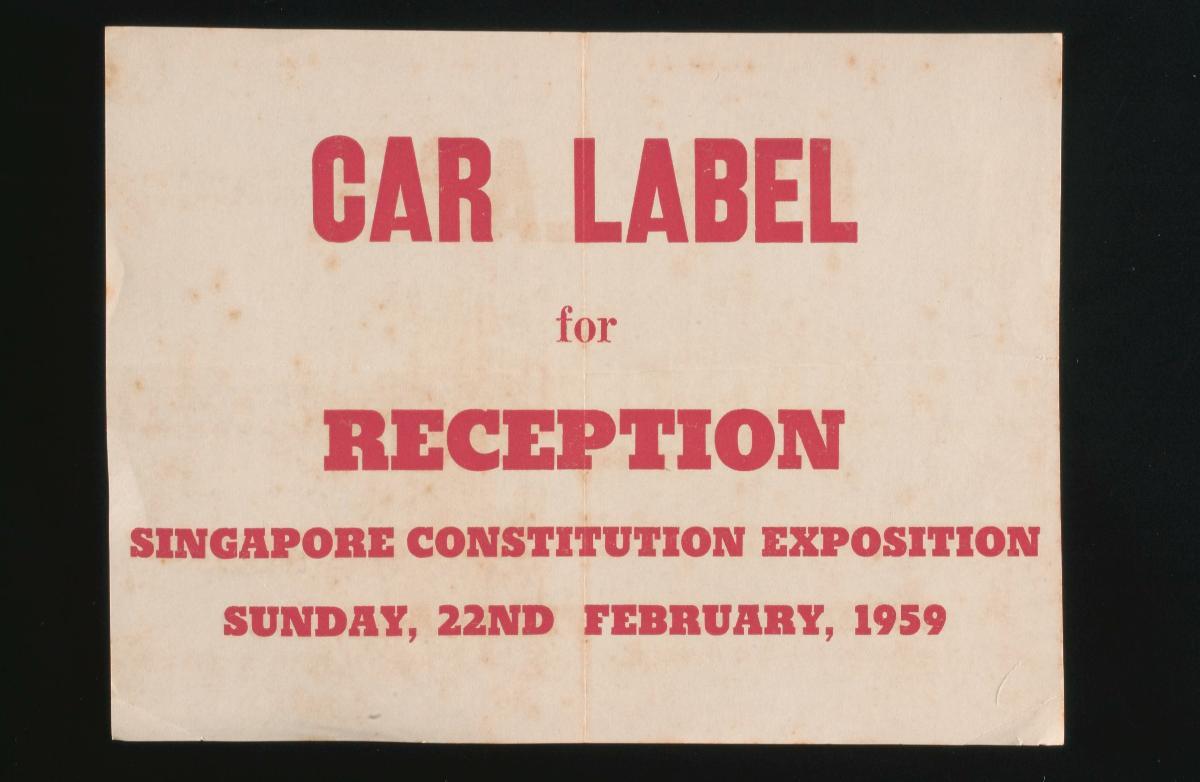 CAR LABEL
for
RECEPTION
SINGAPORE CONSTITUTION EXPOSITION
SUNDAY, 22ND FEBRUARY, 1959